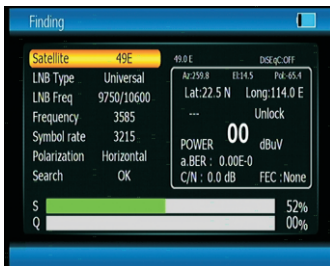 Finding
Satellite 49E
LNB Type Universal
LNB Freq 9750/10600
Frequency 3585
Symbol rate 3215
Polarization Horizontal
Search OK
49.0 E DiSEqC:OFF
Az:259.8 El:14.5 Pol:-65.4
Lat:22.5 N Long:114.0 E
--- Unlock
POWER 00 dBuV
a.BER : 0.00E-0
C/N : 0.0 dB FEC :None
S 52%
Q 00%